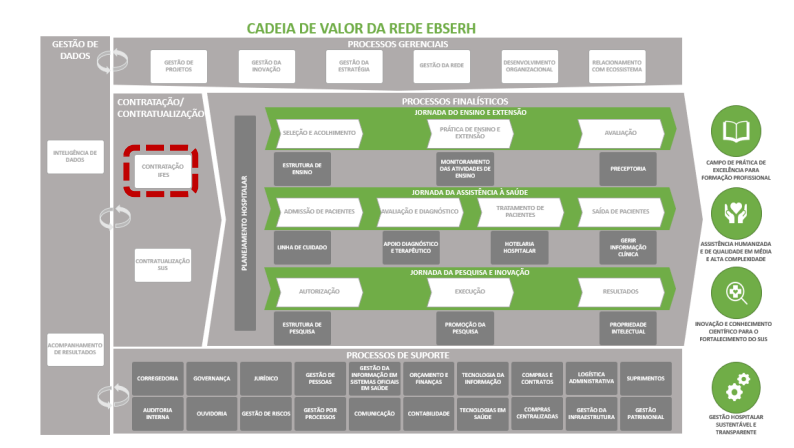 CADEIA DE VALOR DA REDE EBSERH
GESTÃO DE
DADOS
INTELIGÊNCIA DE
DADOS
ACOMPANHAMENTO
DE RESULTADOS
PROCESSOS GERENCIAIS
GESTÃO DE
PROJETOS
GESTÃO DA
INOVAÇÃO
GESTÃO DA
ESTRATÉGIA
GESTÃO DA REDE
DESENVOLVIMENTO
ORGANIZACIONAL
RELACIONAMENTO
COM ECOSSISTEMA
CONTRATAÇÃO/
CONTRATUALIZAÇÃO
CONTRATAÇÃO
IFES
CONTRATUALIZAÇÃO
SUS
PROCESSOS FINALÍSTICOS
PLANEJAMENTO HOSPITALAR
JORNADA DO ENSINO E EXTENSÃO
SELEÇÃO E ACOLHIMENTO
PRÁTICA DE ENSINO E
EXTENSÃO
AVALIAÇÃO
ESTRUTURA DE
ENSINO
MONITORAMENTO
DAS ATIVIDADES DE
ENSINO
PRECEPTORIA
JORNADA DA ASSISTÊNCIA À SAÚDE
ADMISSÃO DE PACIENTES
AVALIAÇÃO E DIAGNÓSTICO
TRATAMENTO DE
PACIENTES
SAÍDA DE PACIENTES
LINHA DE CUIDADO
APOIO DIAGNÓSTICO
E TERAPÊUTICO
HOTELARIA
HOSPITALAR
GERIR
INFORMAÇÃO
CLÍNICA
JORNADA DA PESQUISA E INOVAÇÃO
AUTORIZAÇÃO
EXECUÇÃO
RESULTADOS
ESTRUTURA DE
PESQUISA
PROMOÇÃO DA
PESQUISA
PROPRIEDADE
INTELECTUAL
PROCESSOS DE SUPORTE
CORREGEDORIA
GOVERNANÇA
JURÍDICO
GESTÃO DE
PESSOAS
GESTÃO DA
INFORMAÇÃO EM
SISTEMAS OFICIAIS
EM SAÚDE
ORÇAMENTO E
FINANÇAS
TECNOLOGIA DA
INFORMAÇÃO
COMPRAS E
CONTRATOS
LOGÍSTICA
ADMINISTRATIVA
SUPRIMENTOS
AUDITORIA
INTERNA
OUVIDORIA
GESTÃO DE RISCOS
GESTÃO POR
PROCESSOS
COMUNICAÇÃO
CONTABILIDADE
TECNOLOGIAS EM
SAÚDE
COMPRAS
CENTRALIZADAS
GESTÃO DA
INFRAESTRUTURA
GESTÃO
PATRIMONIAL
CAMPO DE PRÁTICA DE
EXCELÊNCIA PARA
FORMAÇÃO PROFISSIONAL
ASSISTÊNCIA HUMANIZADA
E DE QUALIDADE EM MÉDIA
E ALTA COMPLEXIDADE
INOVAÇÃO E CONHECIMENTO
CIENTÍFICO PARA O
FORTALECIMENTO DO SUS
GESTÃO HOSPITALAR
SUSTENTÁVEL E
TRANSPARENTE